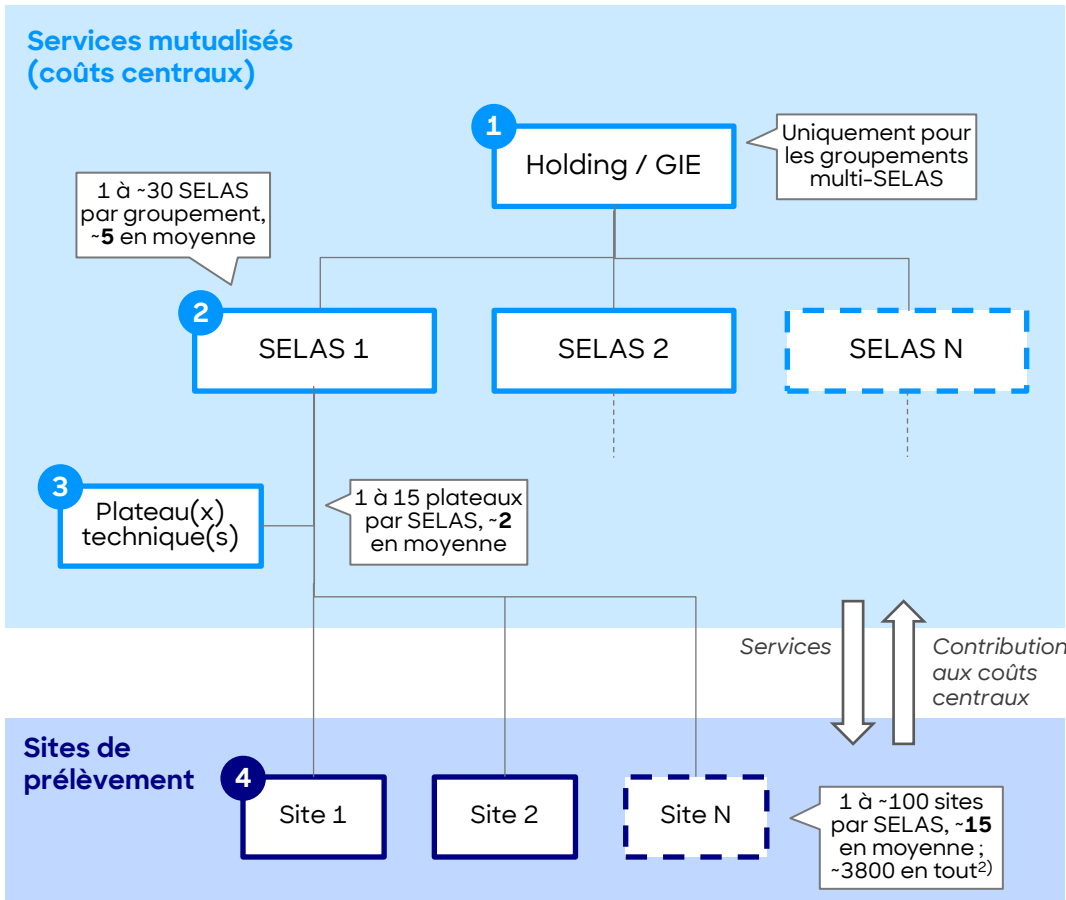 Services mutualisés
(coûts centraux)
1
Holding / GIE
Uniquement pour
les groupements
multi-SELAS
1 à ~30 SELAS
par groupement,
~5 en moyenne
2
SELAS 1
SELAS 2
SELAS N
3
Plateau(x)
technique(s)
1 à 15 plateaux
par SELAS, ~2
en moyenne
Services
Contribution
aux coûts
centraux
Sites de
prélèvement
4
Site 1
Site 2
Site N
1 à ~100 sites
par SELAS, ~15
en moyenne ;
~3800 en tout²⁾